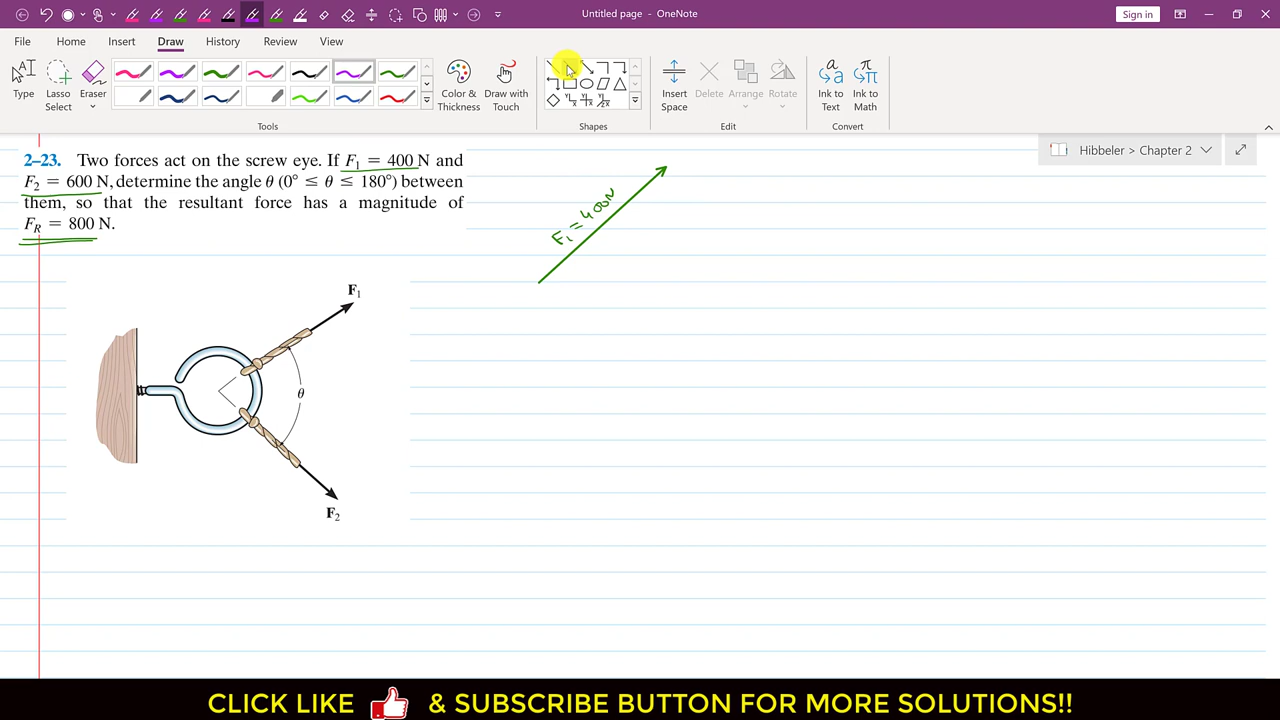 Untitled page - OneNote
Sign in
File Home Insert Draw History Review View
Type
Lasso Select
Eraser
Color & Thickness
Draw with Touch
Insert Space
Delete
Arrange
Rotate
Ink to Text
Ink to Math
Tools
Shapes
Edit
Convert
Hibbeler > Chapter 2
2–23. Two forces act on the screw eye. If F₁ = 400 N and
F₂ = 600 N, determine the angle θ (0° ≤ θ ≤ 180°) between
them, so that the resultant force has a magnitude of
F_R = 800 N.
F₁ = 400N
F₁
θ
F₂
CLICK LIKE & SUBSCRIBE BUTTON FOR MORE SOLUTIONS!!